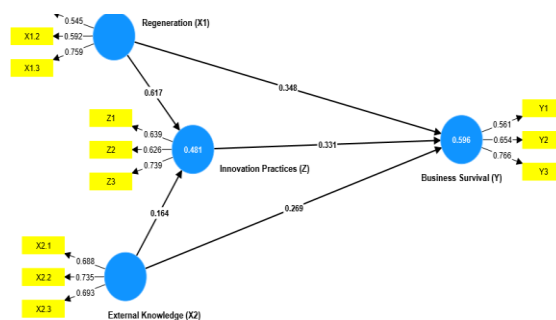 Regeneration (X1)
0.545
X1.2
0.592
0.759
X1.3
0.348
0.617
Z1
0.639
Z2
0.626
0.481
Z3
0.739
0.331
Innovation Practices (Z)
Y1
0.561
0.596
0.654
Y2
0.766
Y3
Business Survival (Y)
0.164
0.269
X2.1
0.688
X2.2
0.735
X2.3
0.693
External Knowledge (X2)